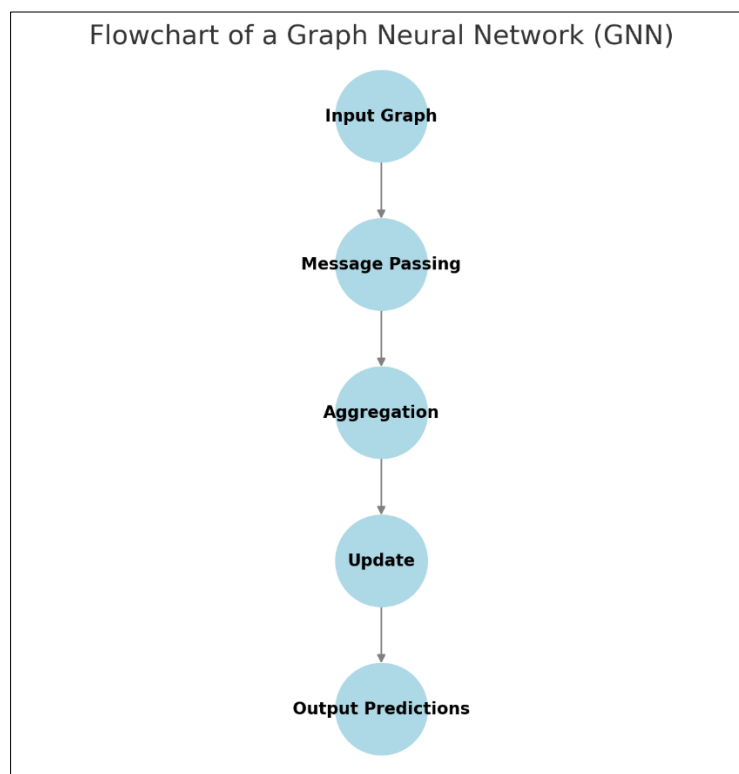 Flowchart of a Graph Neural Network (GNN)
Input Graph
Message Passing
Aggregation
Update
Output Predictions